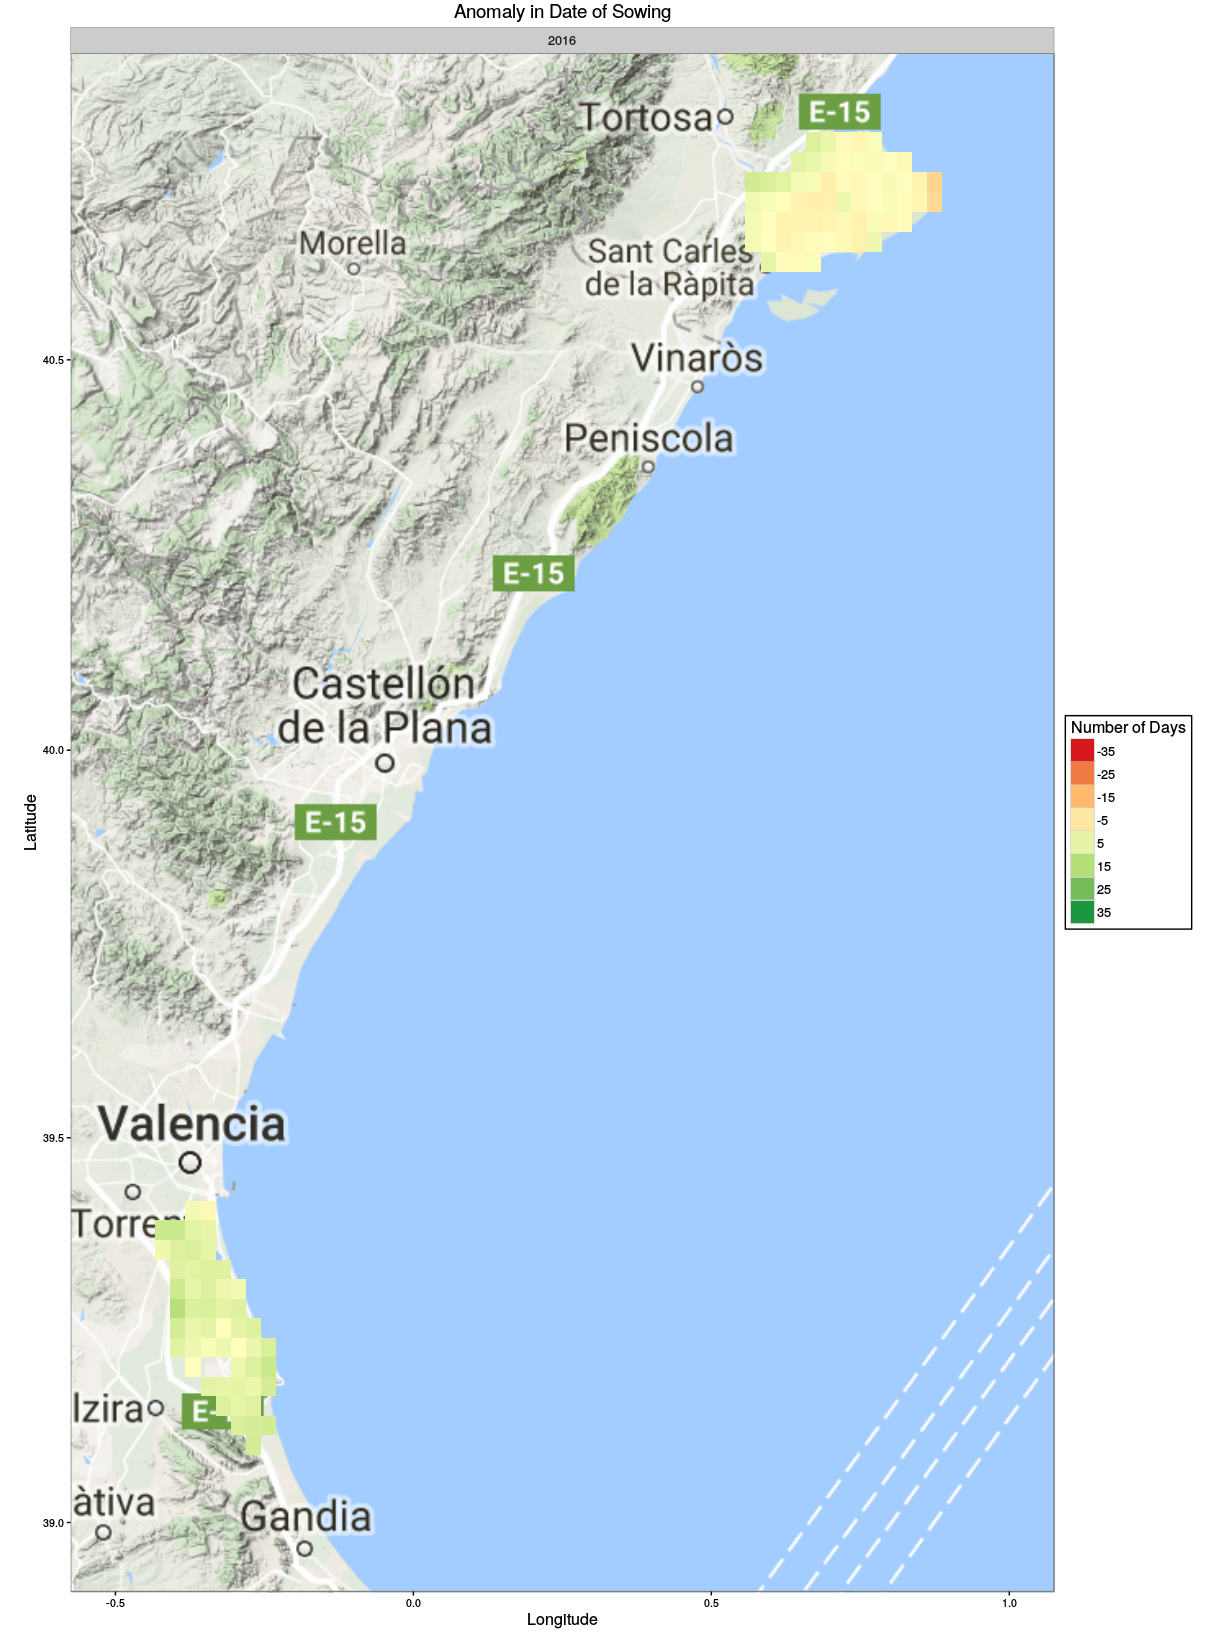 Anomaly in Date of Sowing
2016
Tortosa
E-15
Morella
Sant Carles
de la Ràpita
40.5
Vinaròs
Peniscola
E-15
Castellón
de la Plana
40.0
Number of Days
-35
-25
-15
-5
5
15
25
35
E-15
Latitude
Valencia
39.5
Torre
lzira
E-
àtiva
Gandia
39.0
-0.5
0.0
0.5
1.0
Longitude